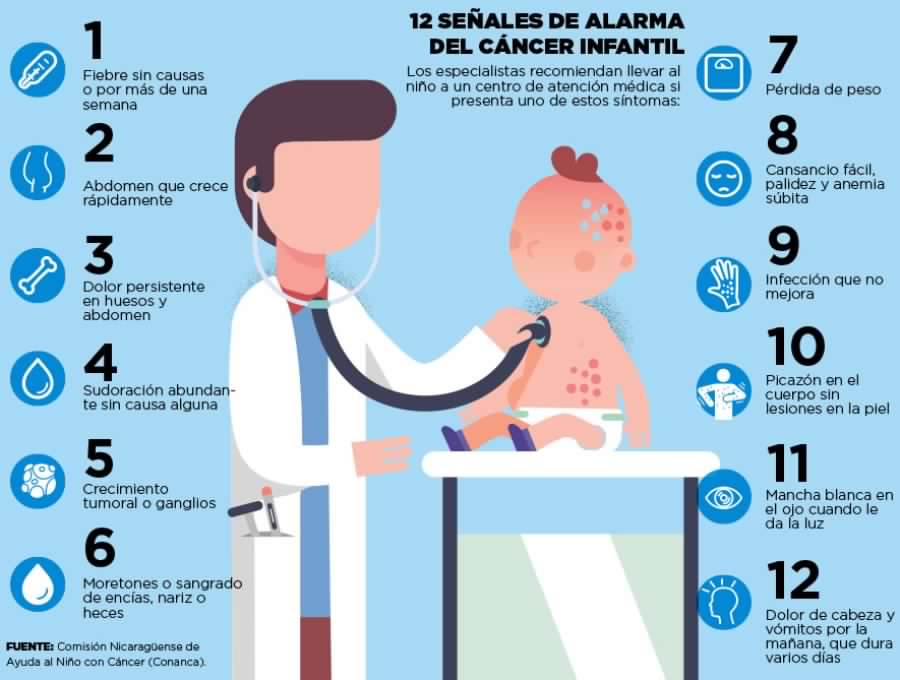 12 SEÑALES DE ALARMA
DEL CÁNCER INFANTIL
Los especialistas recomiendan llevar al
niño a un centro de atención médica si
presenta uno de estos síntomas:
1
Fiebre sin causas
o por más de una
semana
2
Abdomen que crece
rápidamente
3
Dolor persistente
en huesos y
abdomen
4
Sudoración abundan-
te sin causa alguna
5
Crecimiento
tumoral o ganglios
6
Moretones o sangrado
de encías, nariz o
heces
7
Pérdida de peso
8
Cansancio fácil,
palidez y anemia
súbita
9
Infección que no
mejora
10
Picazón en el
cuerpo sin
lesiones en la piel
11
Mancha blanca en
el ojo cuando le
da la luz
12
Dolor de cabeza y
vómitos por la
mañana, que dura
varios días
FUENTE: Comisión Nicaragüense de
Ayuda al Niño con Cáncer (Conanca).